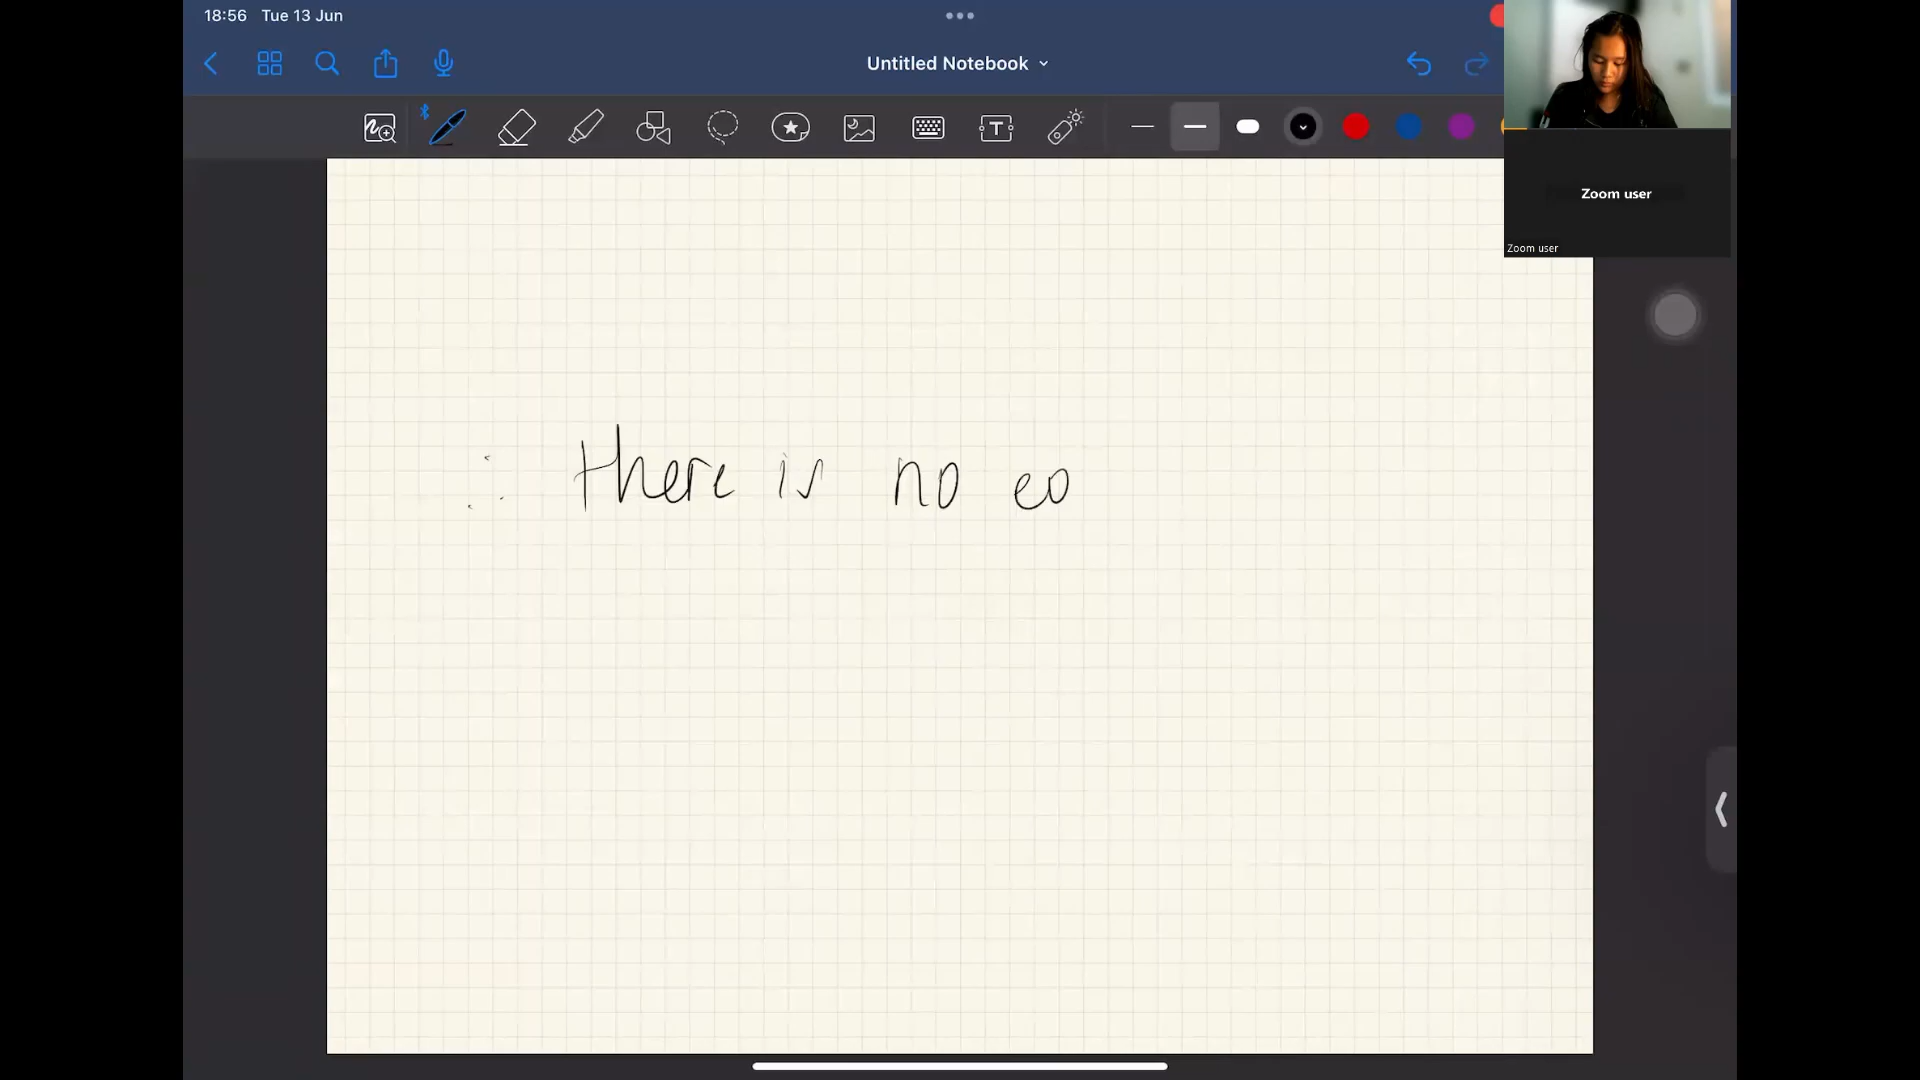 18:56 Tue 13 Jun
Untitled Notebook
T
Zoom user
Zoom user
∴ there is no eo